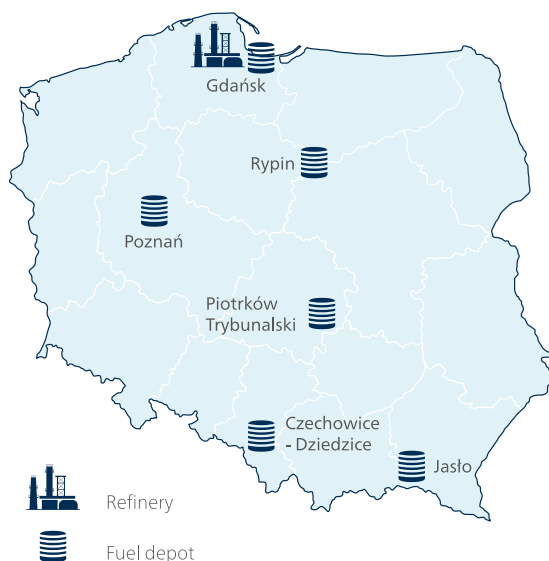 Gdańsk
Rypin
Poznań
Piotrków
Trybunalski
Czechowice
- Dziedzice
Jasło
Refinery
Fuel depot